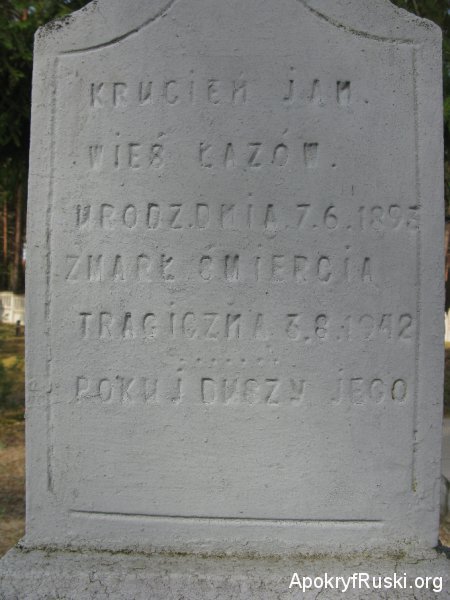 KRUCIEŃ JAN.
WIEŚ ŁAZÓW.
URODZ.DNIA.7.6.1893
ZMARŁ ŚMIERCIĄ
TRAGICZNĄ 3.8.1942
.......
POKUJ DUSZY JEGO
ApokryfRuski.org